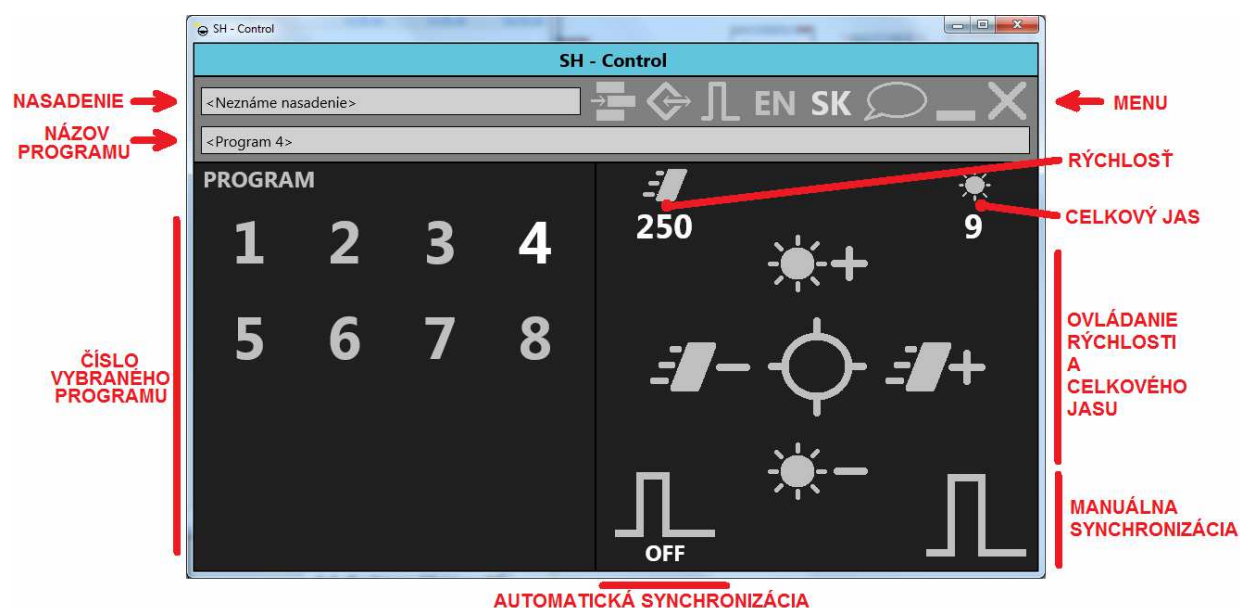 SH - Control
SH - Control
NASADENIE
<Neznáme nasadenie>
EN SK
MENU
NÁZOV
PROGRAMU
<Program 4>
RÝCHLOSŤ
PROGRAM
250
9
CELKOVÝ JAS
1 2 3 4
5 6 7 8
ČÍSLO
VYBRANÉHO
PROGRAMU
OVLÁDANIE
RÝCHLOSTI
A
CELKOVÉHO
JASU
OFF
MANUÁLNA
SYNCHRONIZÁCIA
AUTOMATICKÁ SYNCHRONIZÁCIA